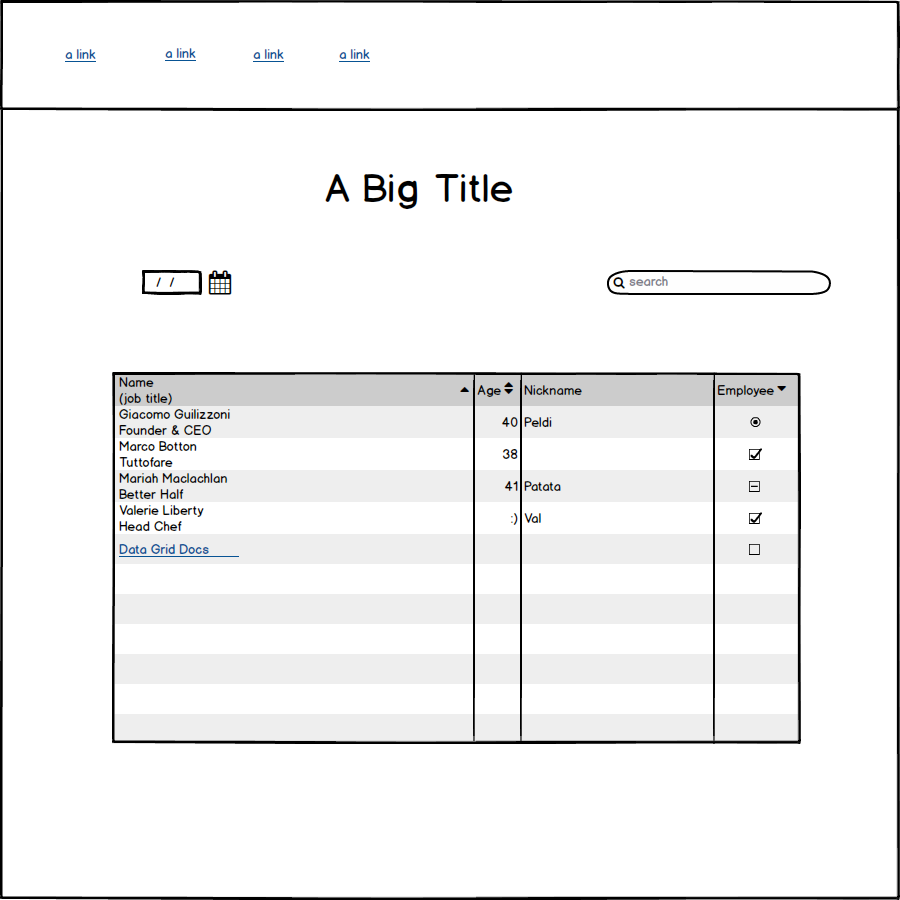 a link a link a link a link
A Big Title
/ /
search
Name
(job title)
Age
Nickname
Employee
Giacomo Guilizzoni
Founder & CEO
40
Peldi
Marco Botton
Tuttofare
38
Mariah Maclachlan
Better Half
41
Patata
Valerie Liberty
Head Chef
:)
Val
Data Grid Docs